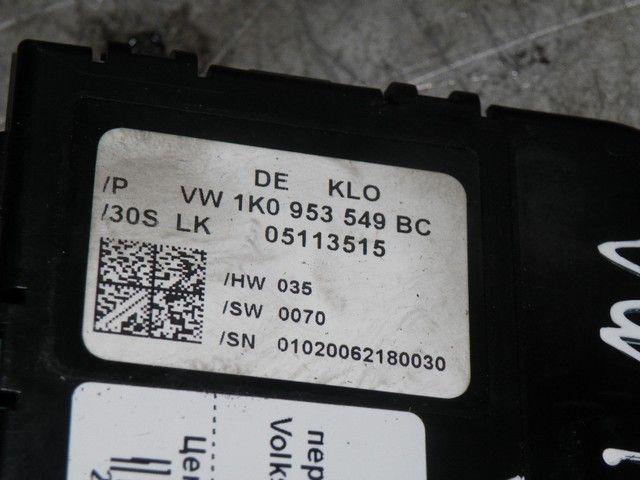 DE KLO
/P VW 1K0 953 549 BC
/30S LK 05113515
/HW 035
/SW 0070
/SN 01020062180030
пер
Volks
Цен